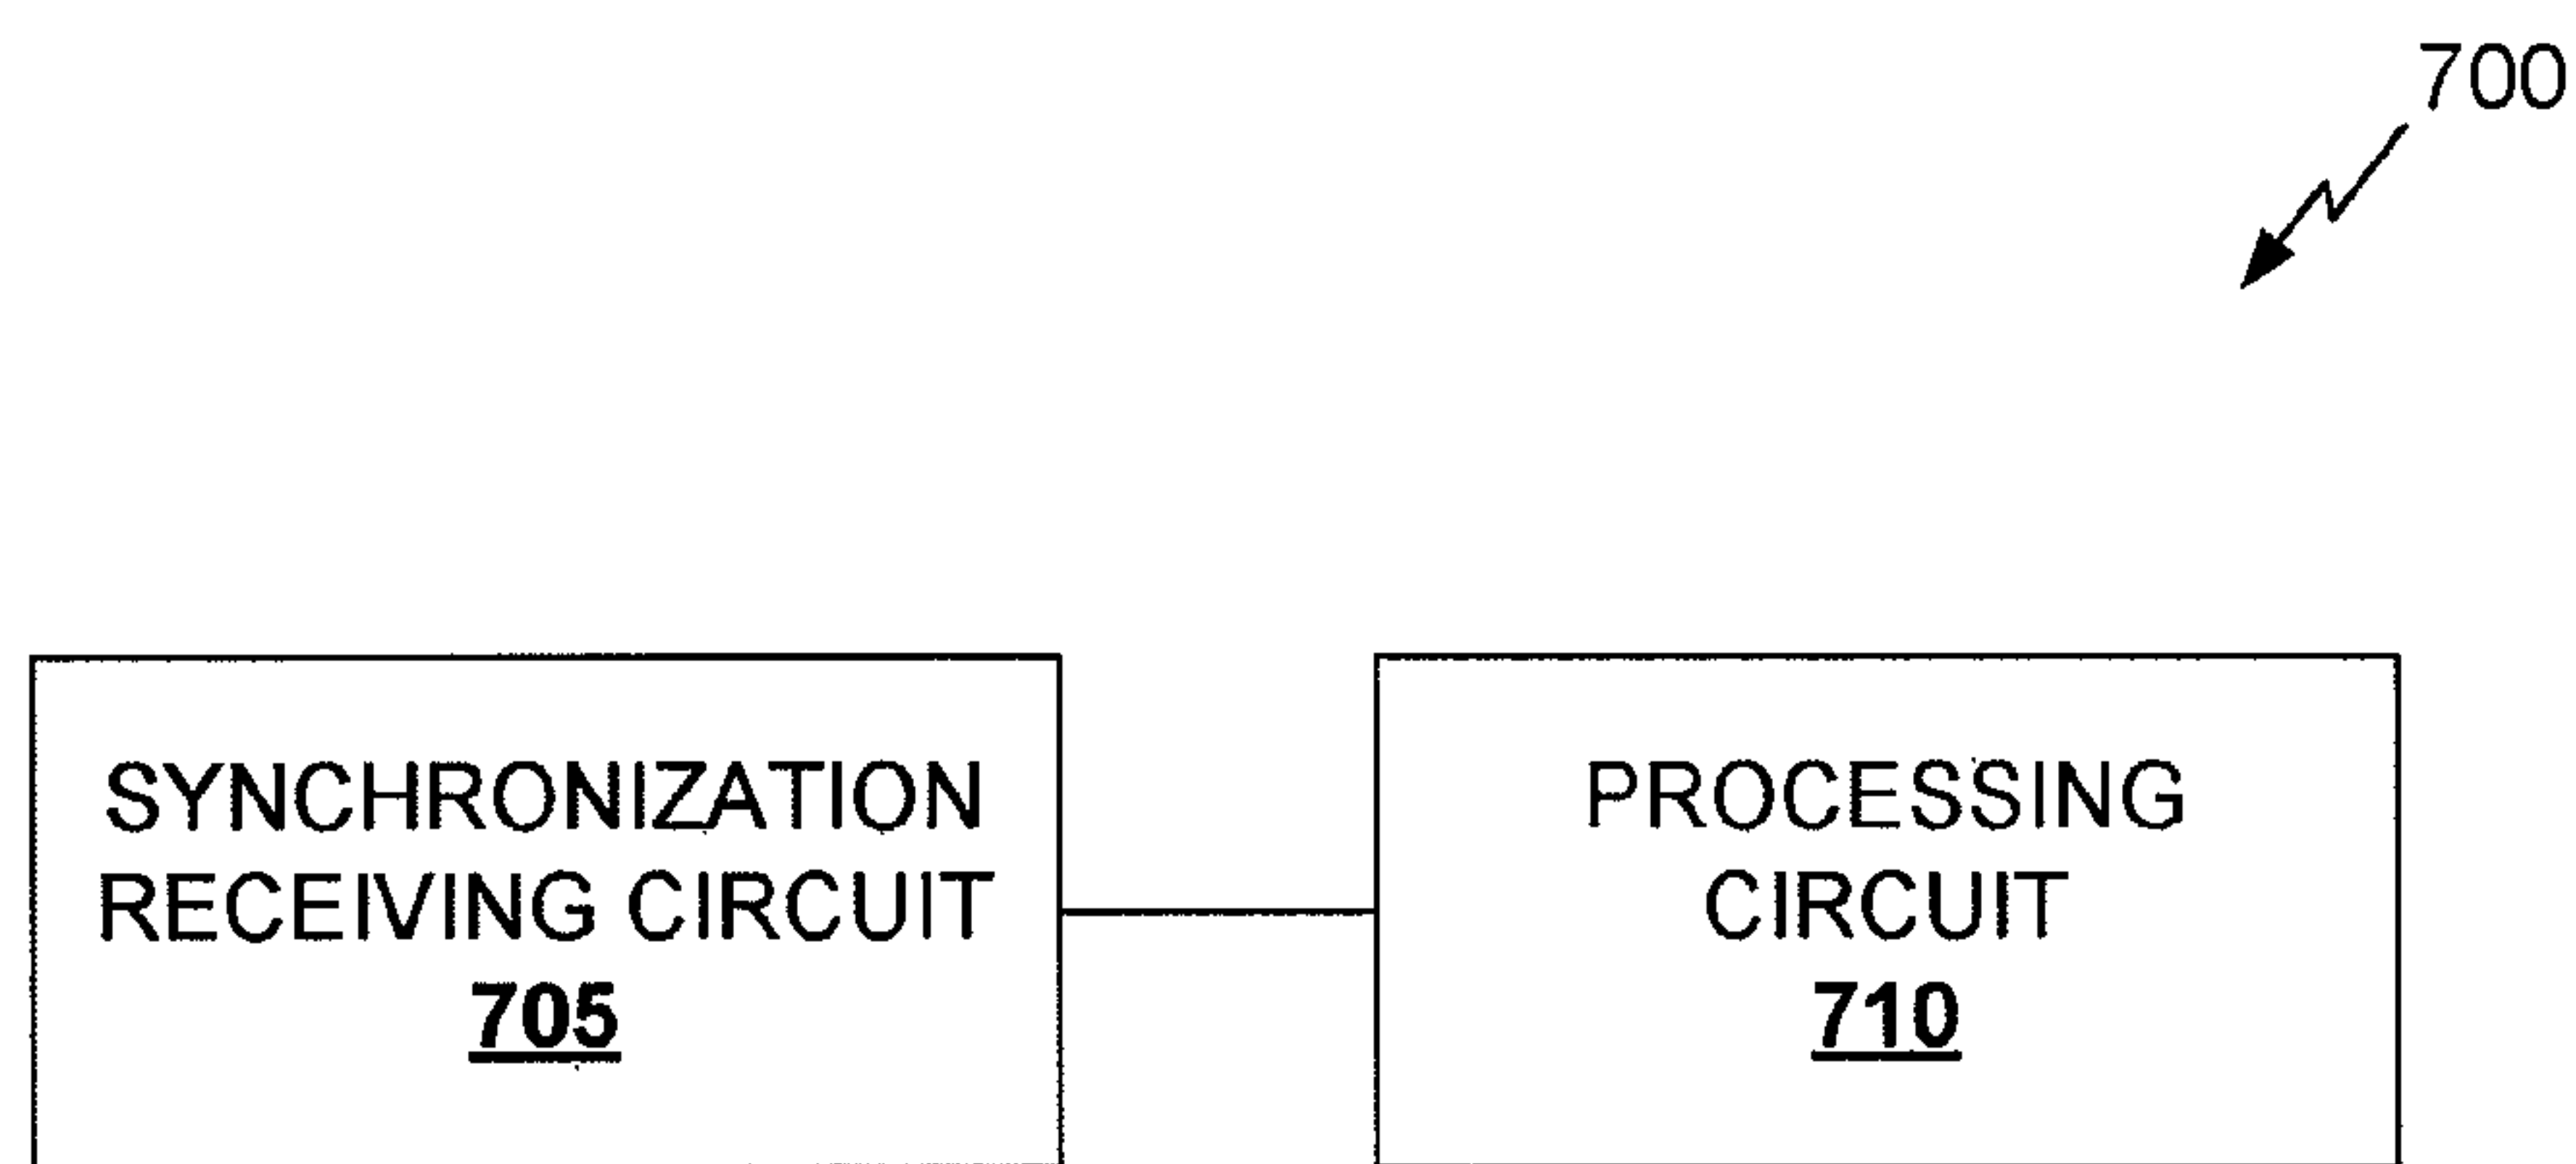 700
SYNCHRONIZATION
RECEIVING CIRCUIT
705
PROCESSING
CIRCUIT
710